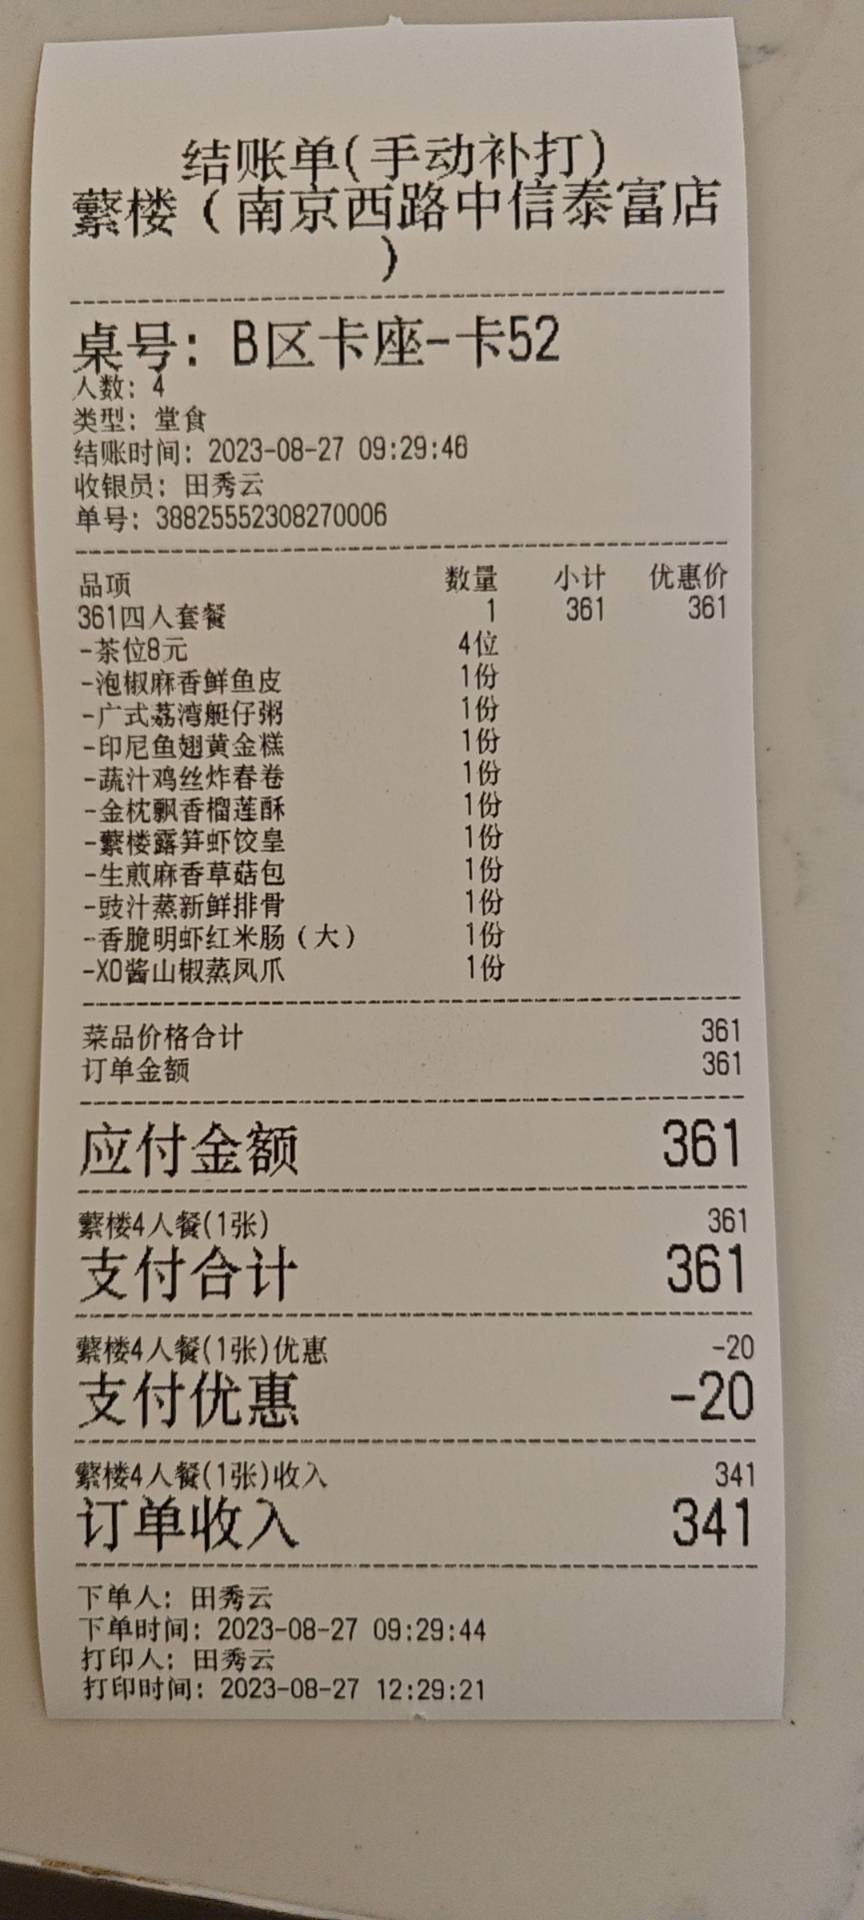 结账单(手动补打)
蘩楼（南京西路中信泰富店
）
桌号: B区卡座-卡52
人数: 4
类型: 堂食
结账时间: 2023-08-27 09:29:46
收银员: 田秀云
单号: 38825552308270006
品项 数量 小计 优惠价
361四人套餐 1 361 361
-茶位8元 4位
-泡椒麻香鲜鱼皮 1份
-广式荔湾艇仔粥 1份
-印尼鱼翅黄金糕 1份
-蔬汁鸡丝炸春卷 1份
-金枕飘香榴莲酥 1份
-蘩楼露笋虾饺皇 1份
-生煎麻香草菇包 1份
-豉汁蒸新鲜排骨 1份
-香脆明虾红米肠（大） 1份
-XO酱山椒蒸凤爪 1份
菜品价格合计 361
订单金额 361
应付金额 361
蘩楼4人餐(1张) 361
支付合计 361
蘩楼4人餐(1张)优惠 -20
支付优惠 -20
蘩楼4人餐(1张)收入 341
订单收入 341
下单人: 田秀云
下单时间: 2023-08-27 09:29:44
打印人: 田秀云
打印时间: 2023-08-27 12:29:21